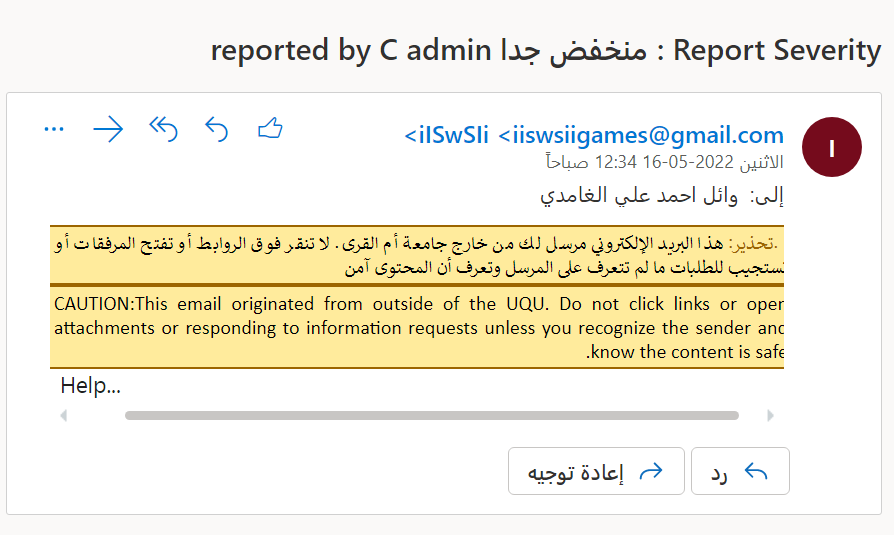 Report Severity : منخفض جدا reported by C admin
I
iISwSIi <iiswsiigames@gmail.com>
الاثنين 2022-05-16 12:34 صباحاً
إلى: وائل احمد علي الغامدي
تحذير: هذا البريد الإلكتروني مرسل لك من خارج جامعة أم القرى. لا تنقر فوق الروابط أو تفتح المرفقات أو
تستجيب للطلبات ما لم تتعرف على المرسل وتعرف أن المحتوى آمن.
CAUTION:This email originated from outside of the UQU. Do not click links or open
attachments or responding to information requests unless you recognize the sender and
know the content is safe.
Help...
رد
إعادة توجيه